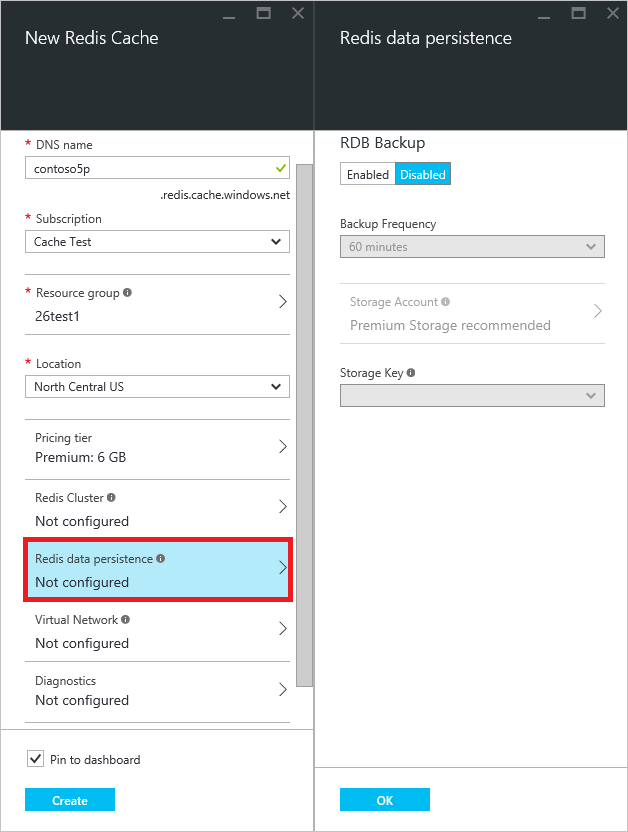 New Redis Cache
* DNS name
contoso5p
.redis.cache.windows.net
* Subscription
Cache Test
* Resource group
26test1
* Location
North Central US
Pricing tier
Premium: 6 GB
Redis Cluster
Not configured
Redis data persistence
Not configured
Virtual Network
Not configured
Diagnostics
Not configured
Pin to dashboard
Create
Redis data persistence
RDB Backup
Enabled Disabled
Backup Frequency
60 minutes
Storage Account
Premium Storage recommended
Storage Key
OK